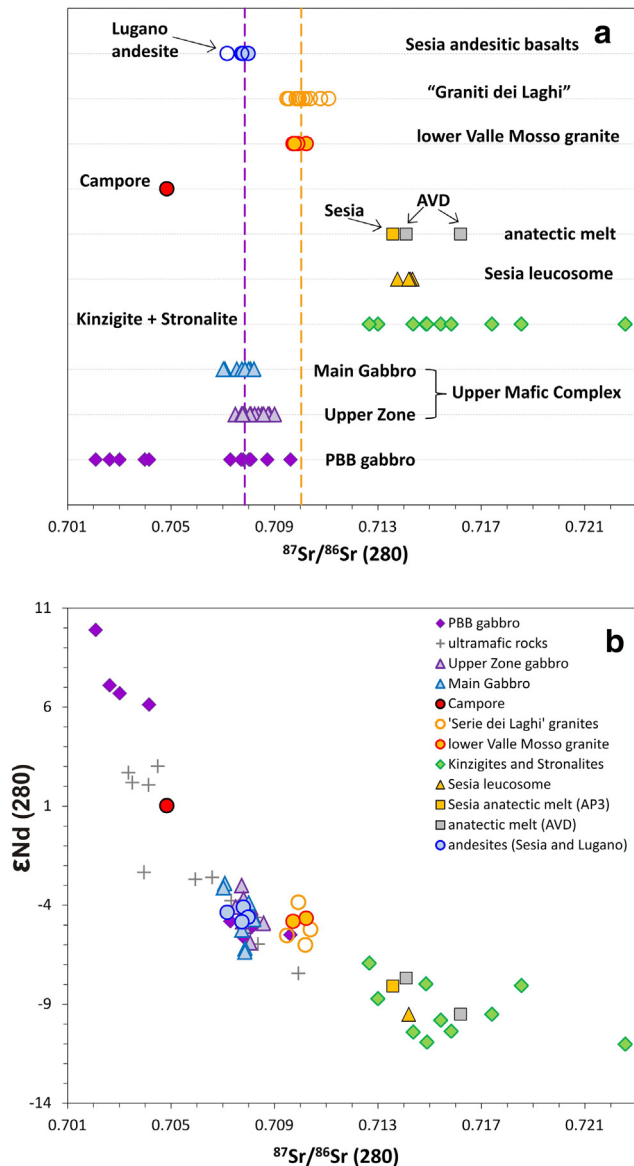 a
Lugano
andesite
Sesia andesitic basalts
“Graniti dei Laghi”
lower Valle Mosso granite
Campore
Sesia
AVD
anatectic melt
Sesia leucosome
Kinzigite + Stronalite
Main Gabbro
Upper Mafic Complex
Upper Zone
PBB gabbro
0.701 0.705 0.709 0.713 0.717 0.721
⁸⁷Sr/⁸⁶Sr (280)
b
11
6
1
-4
-9
-14
εNd (280)
PBB gabbro
ultramafic rocks
Upper Zone gabbro
Main Gabbro
Campore
'Serie dei Laghi' granites
lower Valle Mosso granite
Kinzigites and Stronalites
Sesia leucosome
Sesia anatectic melt (AP3)
anatectic melt (AVD)
andesites (Sesia and Lugano)
0.701 0.705 0.709 0.713 0.717 0.721
⁸⁷Sr/⁸⁶Sr (280)